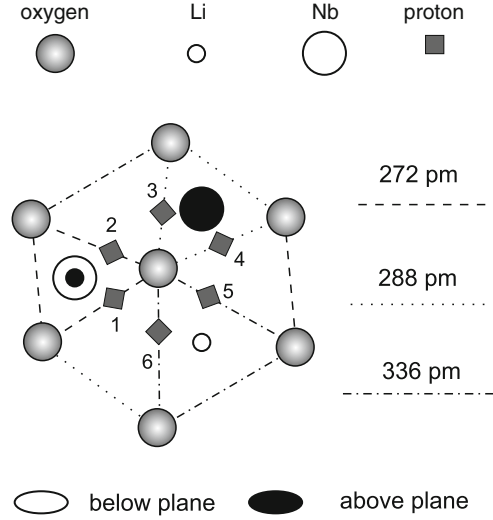 oxygen Li Nb proton
272 pm
3
2
4
288 pm
5
1
6
336 pm
below plane above plane